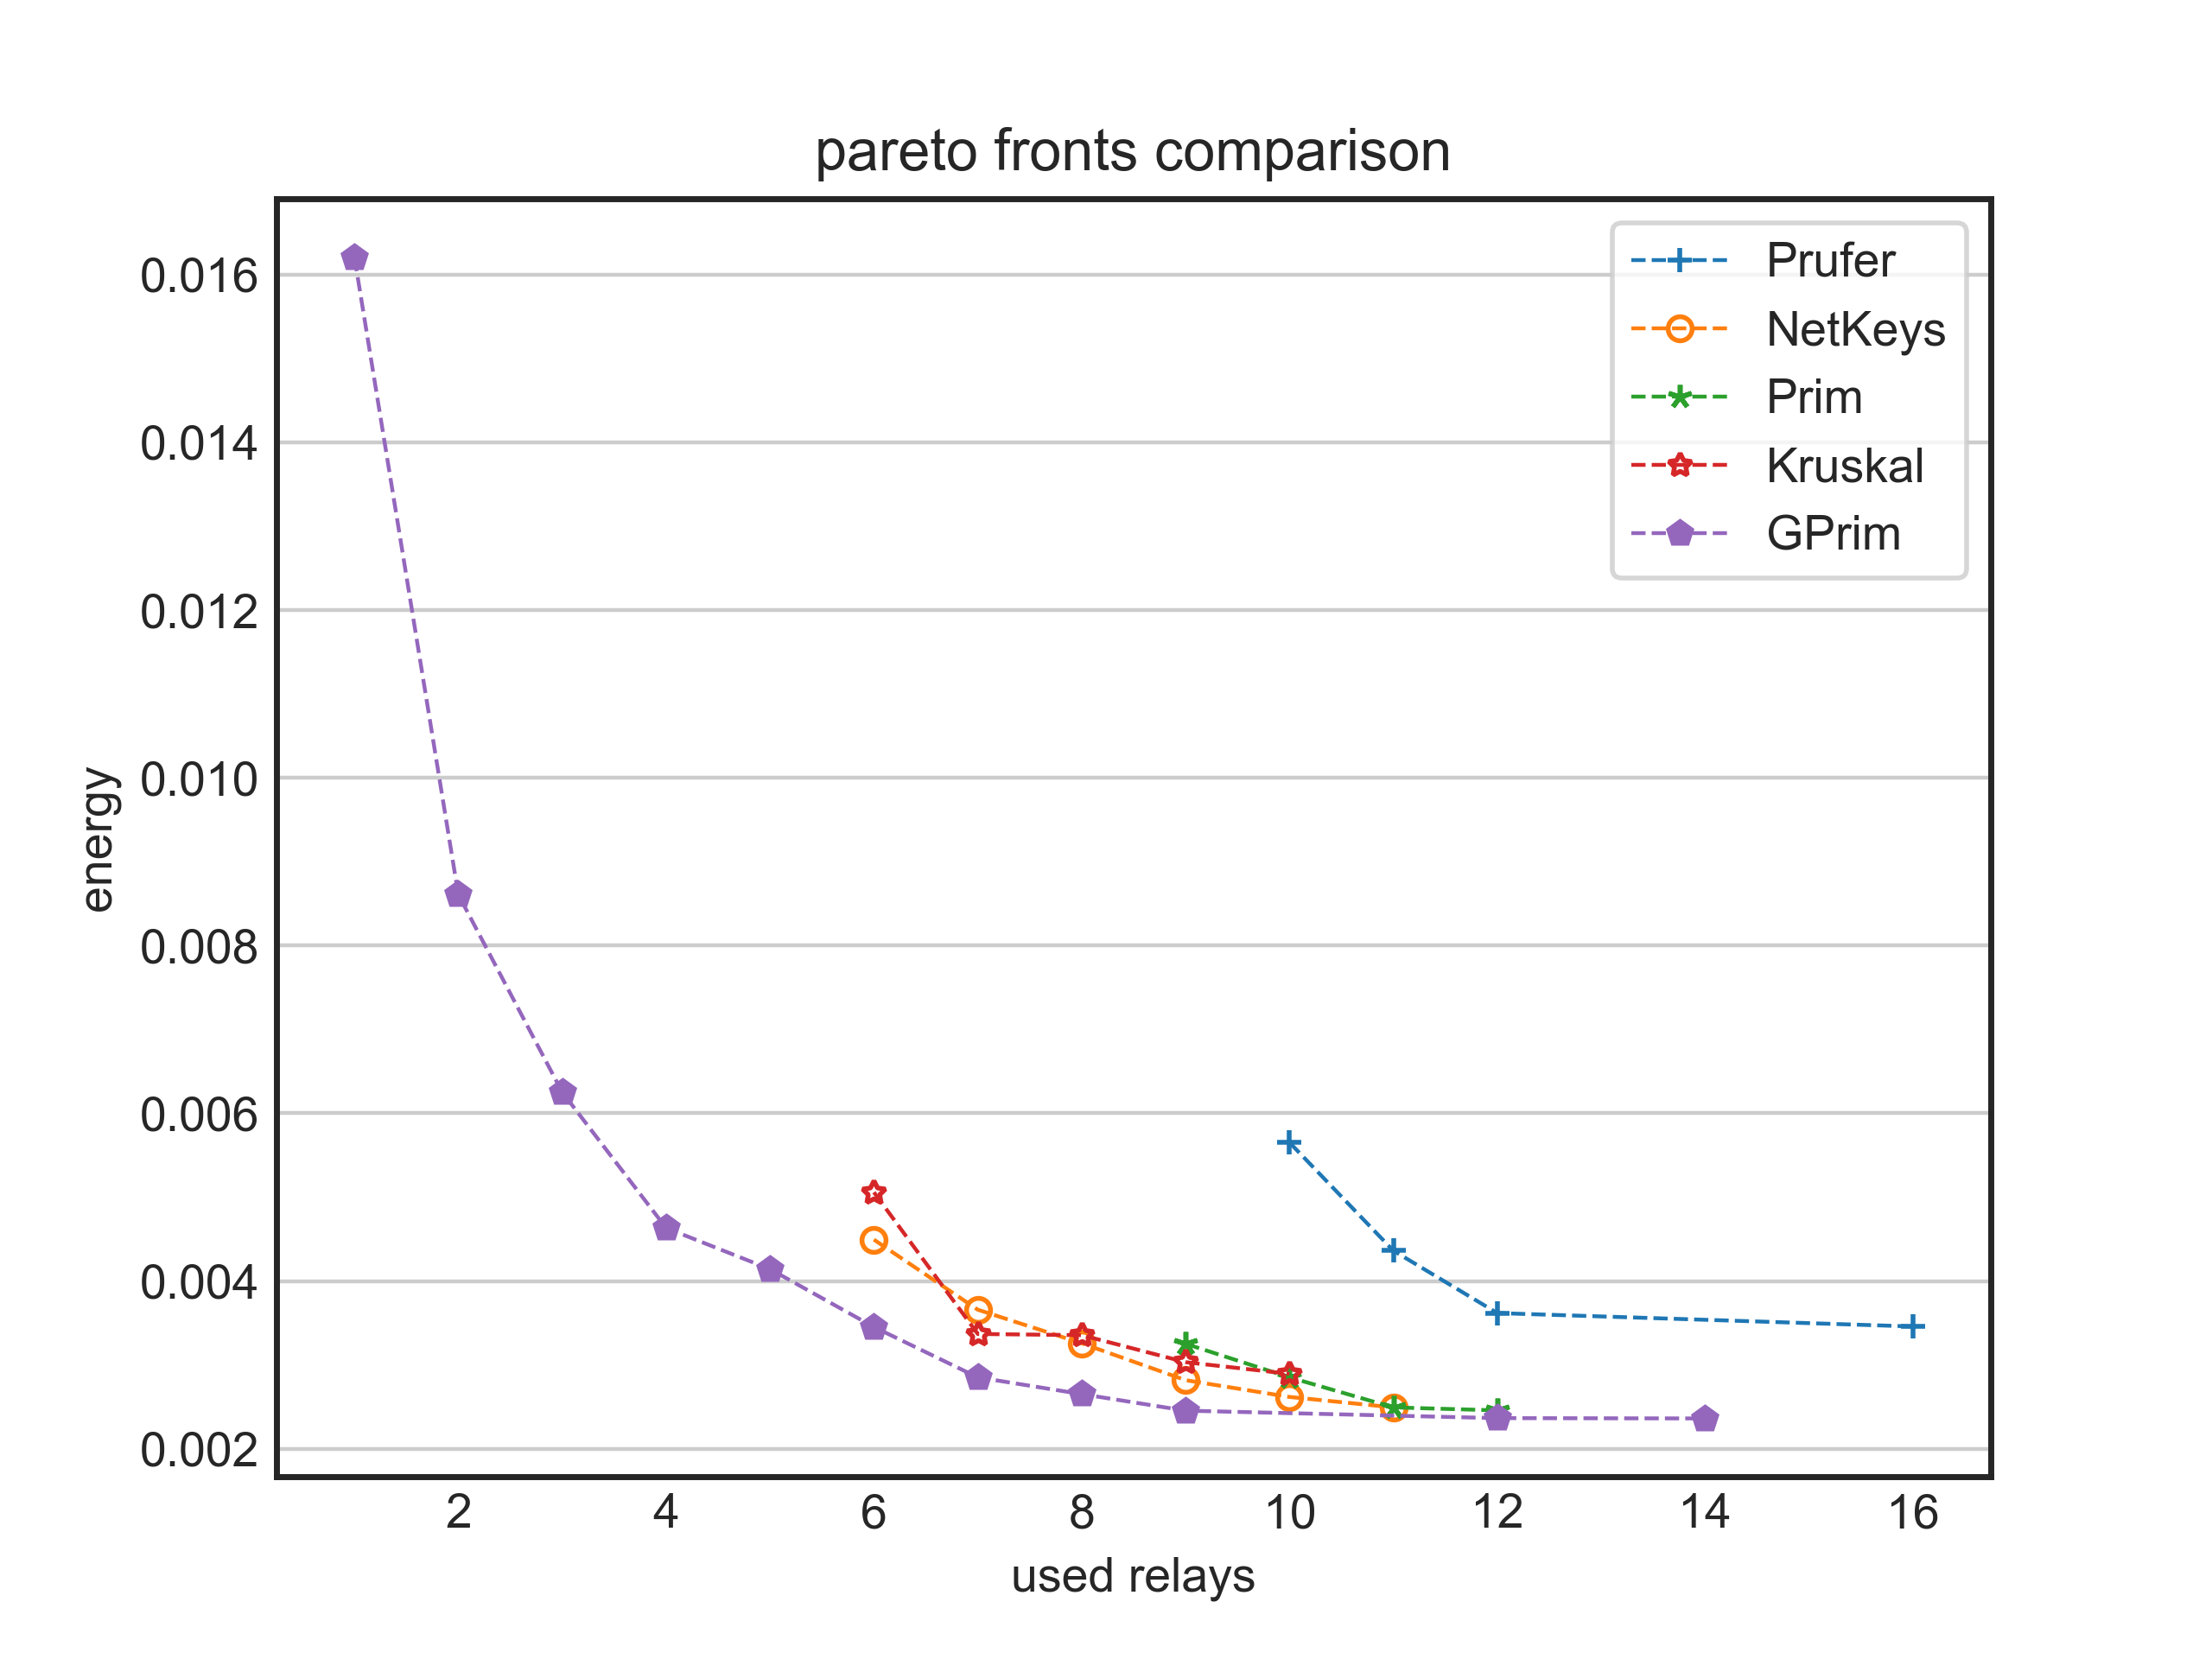 pareto fronts comparison
Prufer
NetKeys
Prim
Kruskal
GPrim
0.016
0.014
0.012
0.010
0.008
0.006
0.004
0.002
energy
2 4 6 8 10 12 14 16
used relays